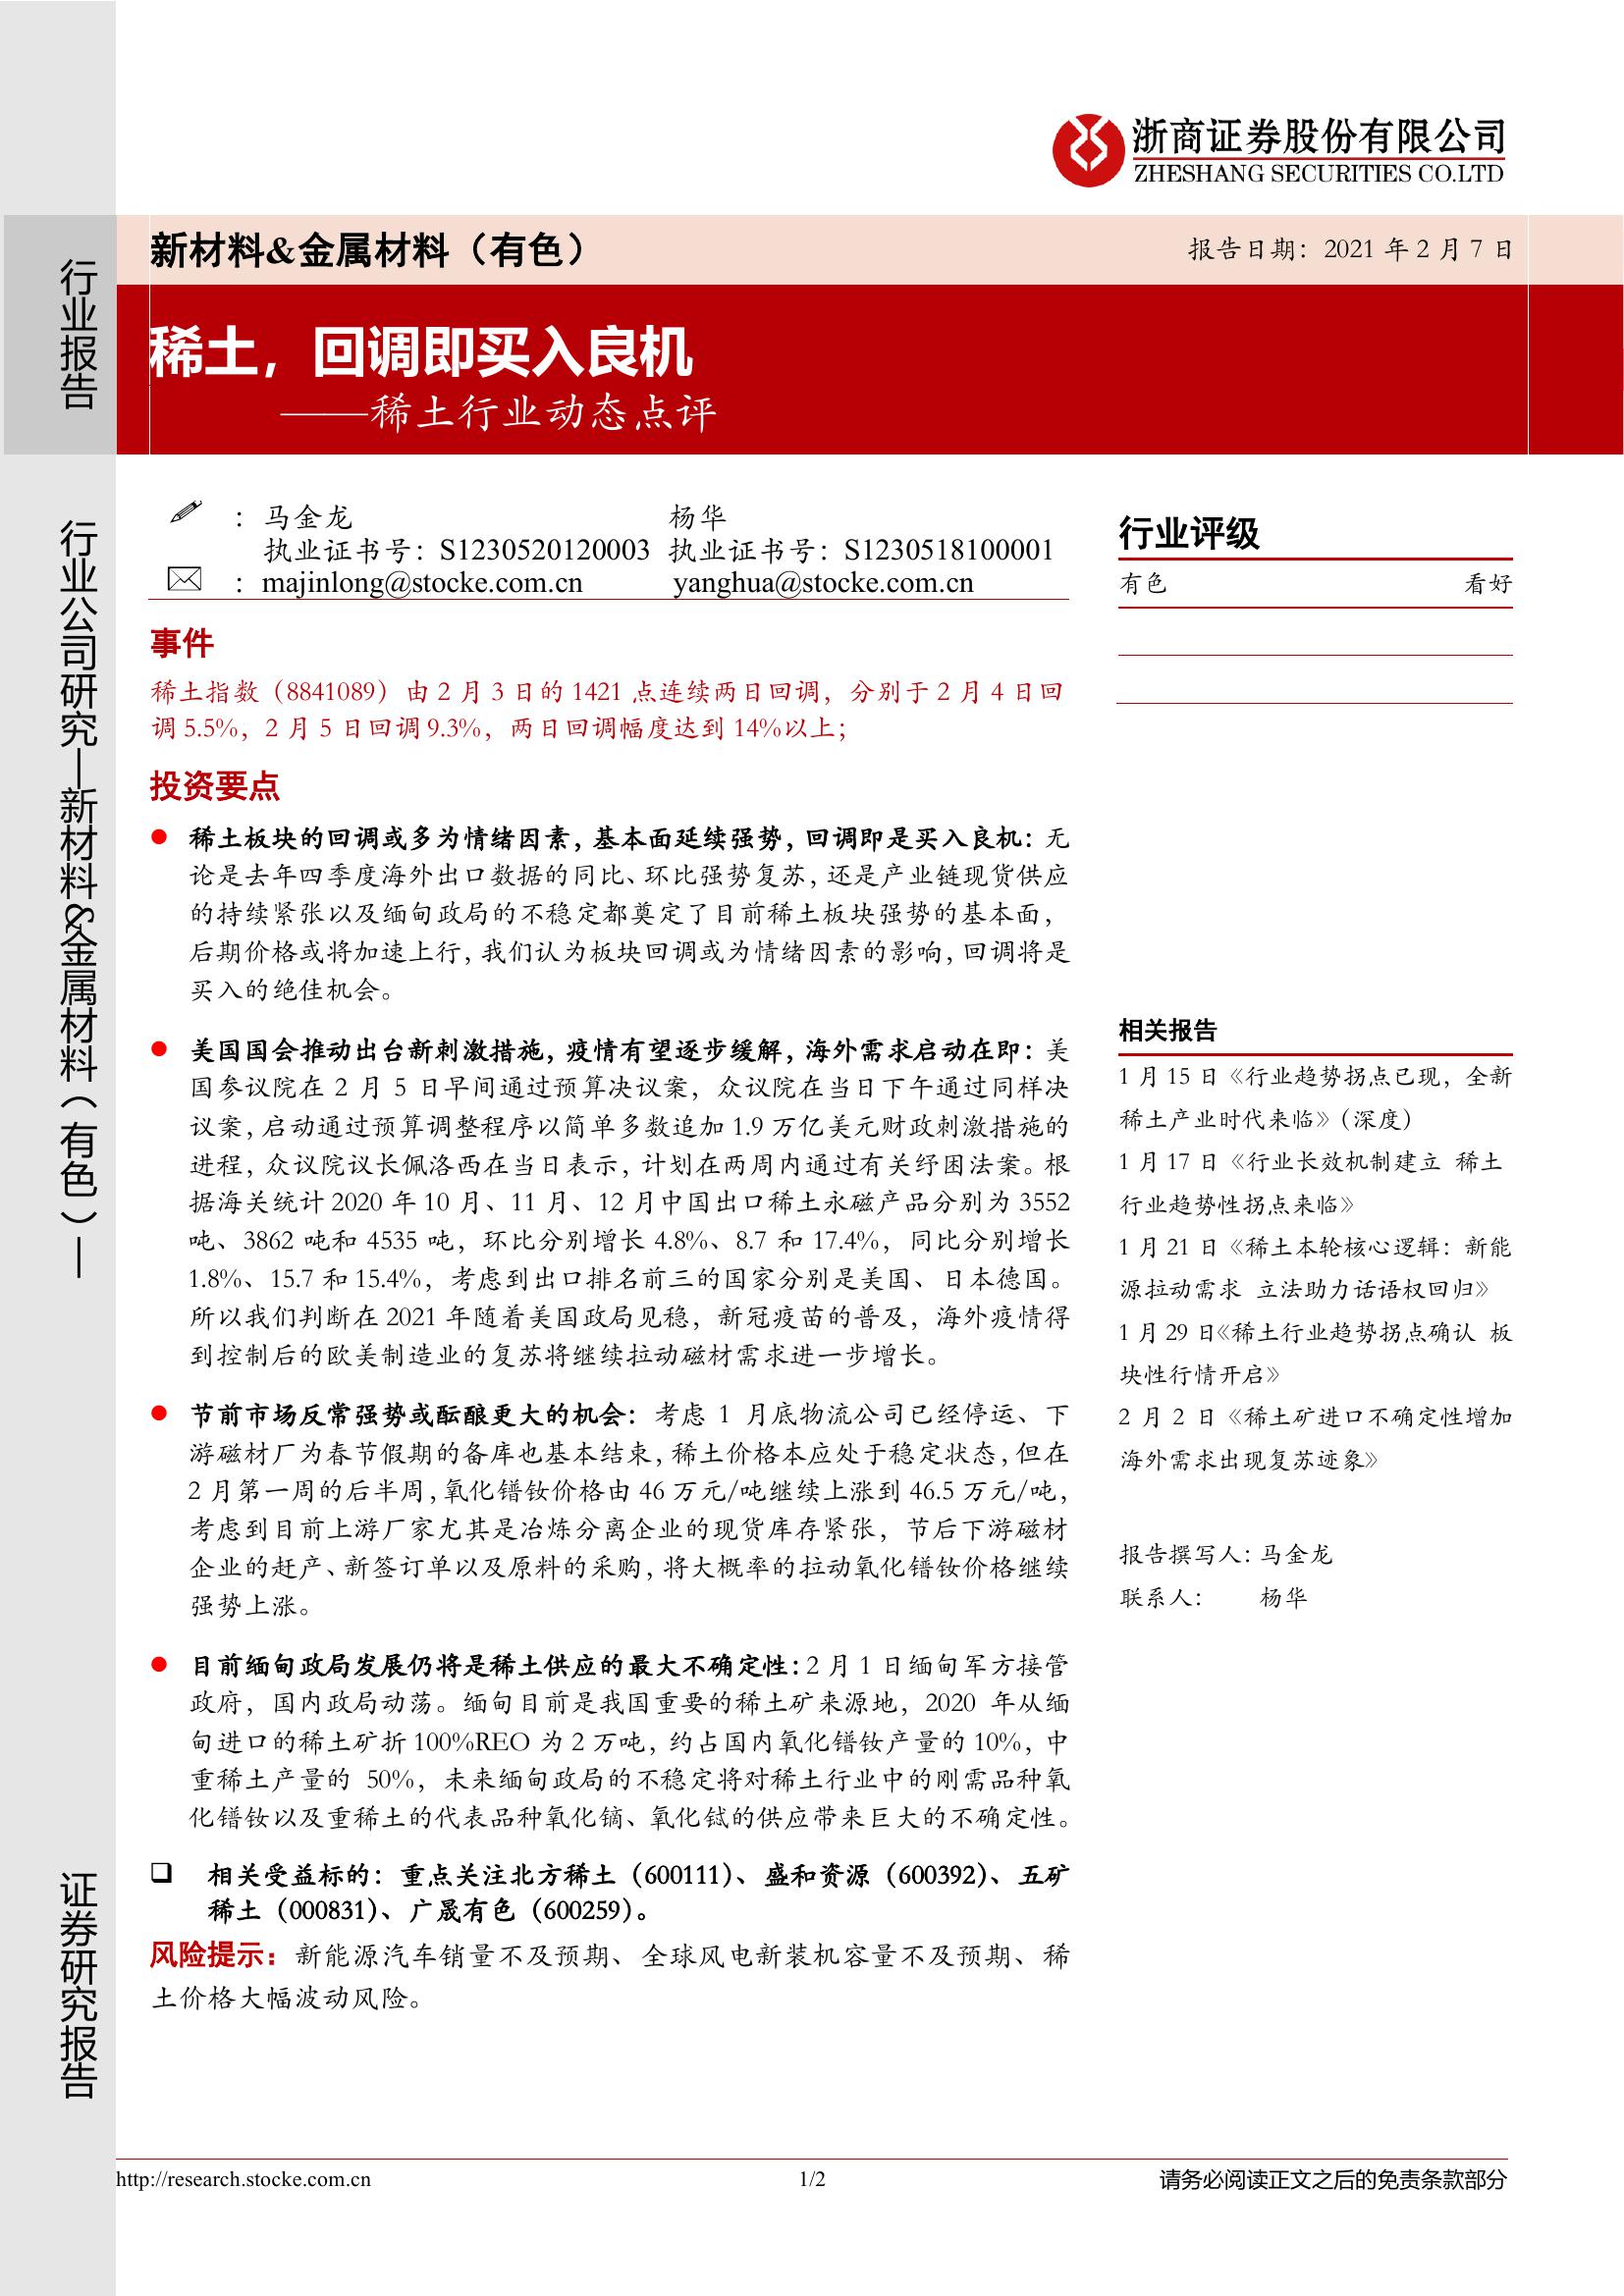 浙商证券股份有限公司
ZHESHANG SECURITIES CO.LTD
新材料&金属材料（有色）
报告日期：2021 年 2 月 7 日
稀土，回调即买入良机
——稀土行业动态点评
行业报告
行业公司研究—新材料&金属材料（有色）—
证券研究报告
：马金龙 杨华
执业证书号：S1230520120003 执业证书号：S1230518100001
：majinlong@stocke.com.cn yanghua@stocke.com.cn
事件
稀土指数（8841089）由 2 月 3 日的 1421 点连续两日回调，分别于 2 月 4 日回
调 5.5%，2 月 5 日回调 9.3%，两日回调幅度达到 14%以上；
投资要点
稀土板块的回调或多为情绪因素，基本面延续强势，回调即是买入良机：无
论是去年四季度海外出口数据的同比、环比强势复苏，还是产业链现货供应
的持续紧张以及缅甸政局的不稳定都奠定了目前稀土板块强势的基本面，
后期价格或将加速上行，我们认为板块回调或为情绪因素的影响，回调将是
买入的绝佳机会。
美国国会推动出台新刺激措施，疫情有望逐步缓解，海外需求启动在即：美
国参议院在 2 月 5 日早间通过预算决议案，众议院在当日下午通过同样决
议案，启动通过预算调整程序以简单多数追加 1.9 万亿美元财政刺激措施的
进程，众议院议长佩洛西在当日表示，计划在两周内通过有关纾困法案。根
据海关统计 2020 年 10 月、11 月、12 月中国出口稀土永磁产品分别为 3552
吨、3862 吨和 4535 吨，环比分别增长 4.8%、8.7 和 17.4%，同比分别增长
1.8%、15.7 和 15.4%，考虑到出口排名前三的国家分别是美国、日本德国。
所以我们判断在 2021 年随着美国政局见稳，新冠疫苗的普及，海外疫情得
到控制后的欧美制造业的复苏将继续拉动磁材需求进一步增长。
节前市场反常强势或酝酿更大的机会：考虑 1 月底物流公司已经停运、下
游磁材厂为春节假期的备库也基本结束，稀土价格本应处于稳定状态，但在
2 月第一周的后半周，氧化镨钕价格由 46 万元/吨继续上涨到 46.5 万元/吨，
考虑到目前上游厂家尤其是冶炼分离企业的现货库存紧张，节后下游磁材
企业的赶产、新签订单以及原料的采购，将大概率的拉动氧化镨钕价格继续
强势上涨。
目前缅甸政局发展仍将是稀土供应的最大不确定性：2 月 1 日缅甸军方接管
政府，国内政局动荡。缅甸目前是我国重要的稀土矿来源地，2020 年从缅
甸进口的稀土矿折 100%REO 为 2 万吨，约占国内氧化镨钕产量的 10%，中
重稀土产量的 50%，未来缅甸政局的不稳定将对稀土行业中的刚需品种氧
化镨钕以及重稀土的代表品种氧化镝、氧化铽的供应带来巨大的不确定性。
相关受益标的：重点关注北方稀土（600111）、盛和资源（600392）、五矿
稀土（000831）、广晟有色（600259）。
风险提示：新能源汽车销量不及预期、全球风电新装机容量不及预期、稀
土价格大幅波动风险。
行业评级
有色 看好
相关报告
1 月 15 日《行业趋势拐点已现，全新
稀土产业时代来临》（深度）
1 月 17 日《行业长效机制建立 稀土
行业趋势性拐点来临》
1 月 21 日《稀土本轮核心逻辑：新能
源拉动需求 立法助力话语权回归》
1 月 29 日《稀土行业趋势拐点确认 板
块性行情开启》
2 月 2 日《稀土矿进口不确定性增加
海外需求出现复苏迹象》
报告撰写人：马金龙
联系人： 杨华
http://research.stocke.com.cn
1/2
请务必阅读正文之后的免责条款部分